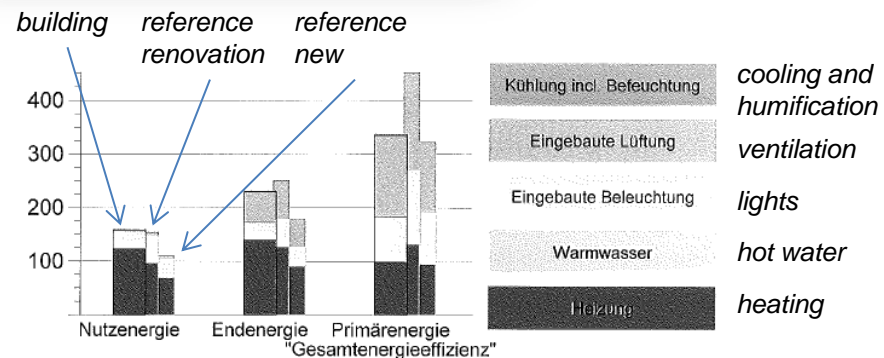 building
reference
renovation
reference
new
400
300
200
100
Nutzenergie
Endenergie
Primärenergie
"Gesamtenergieeffizienz"
Kühlung incl. Befeuchtung
cooling and
humification
Eingebaute Lüftung
ventilation
Eingebaute Beleuchtung
lights
Warmwasser
hot water
Heizung
heating